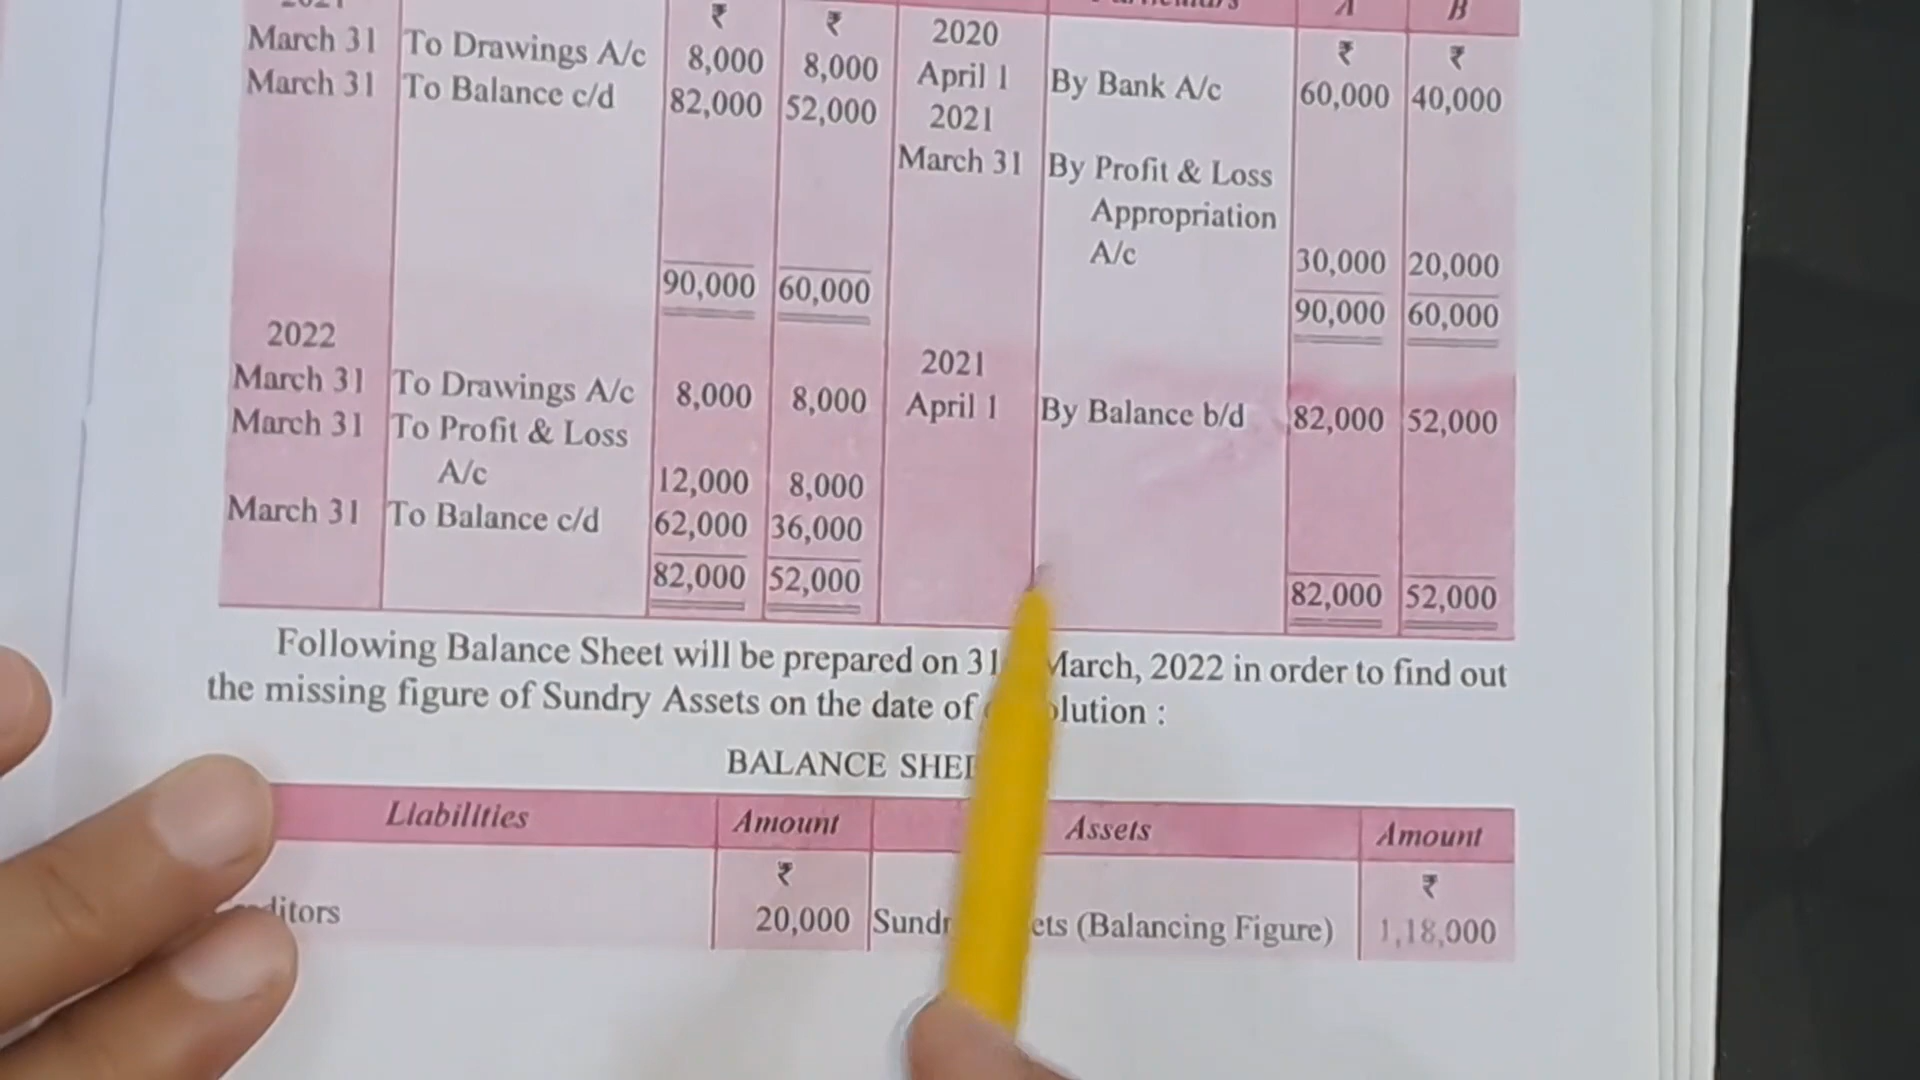 A B
₹ ₹ 2020 ₹ ₹
March 31 To Drawings A/c 8,000 8,000 April 1 By Bank A/c 60,000 40,000
March 31 To Balance c/d 82,000 52,000 2021
March 31 By Profit & Loss
Appropriation
A/c 30,000 20,000
90,000 60,000 90,000 60,000
2022 2021
March 31 To Drawings A/c 8,000 8,000 April 1 By Balance b/d 82,000 52,000
March 31 To Profit & Loss
A/c 12,000 8,000
March 31 To Balance c/d 62,000 36,000
82,000 52,000 82,000 52,000
Following Balance Sheet will be prepared on 31 March, 2022 in order to find out
the missing figure of Sundry Assets on the date of :
BALANCE
Liabilities Amount Assets Amount
₹ ₹
20,000 (Balancing Figure) 1,18,000